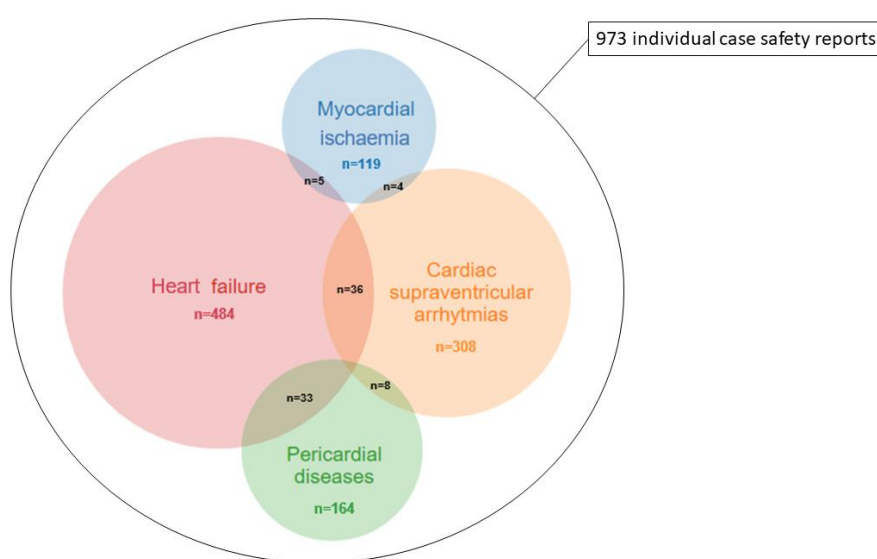 973 individual case safety reports
Myocardial
ischaemia
n=119
n=5
n=4
Heart failure
n=484
n=36
Cardiac
supraventricular
arrhytmias
n=308
n=33
n=8
Pericardial
diseases
n=164